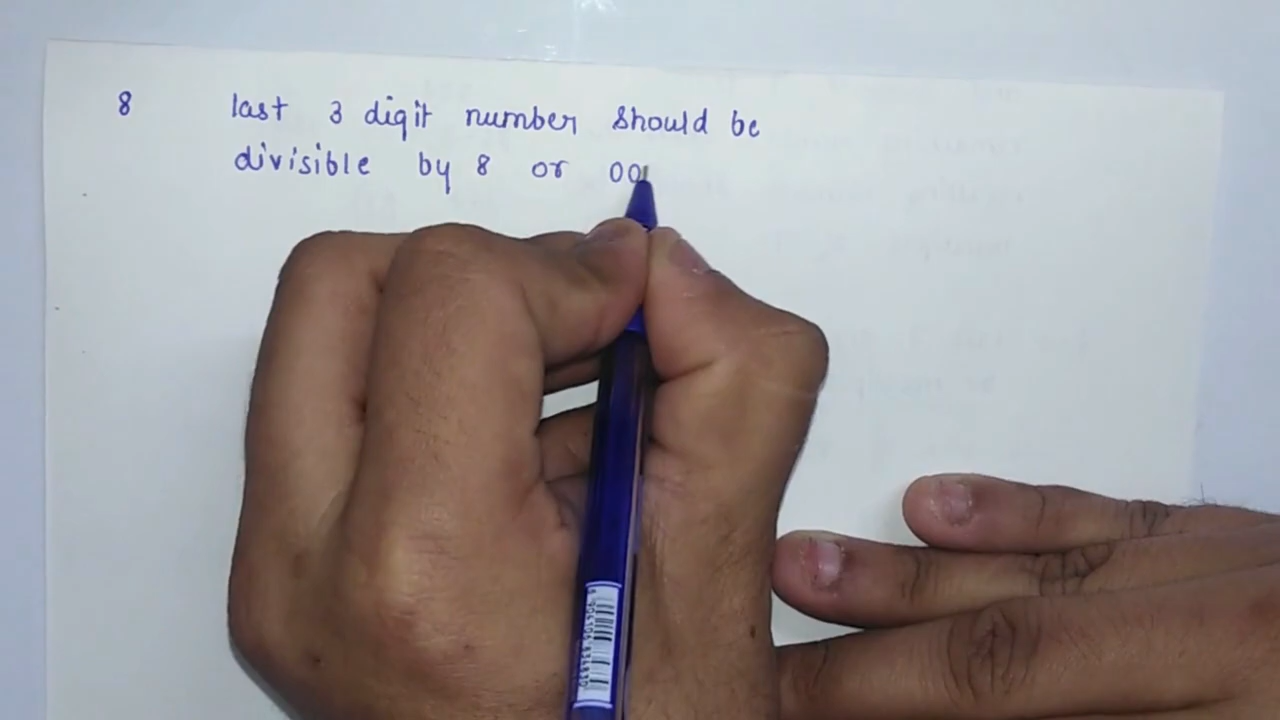 8 last 3 digit number should be
divisible by 8 or 00